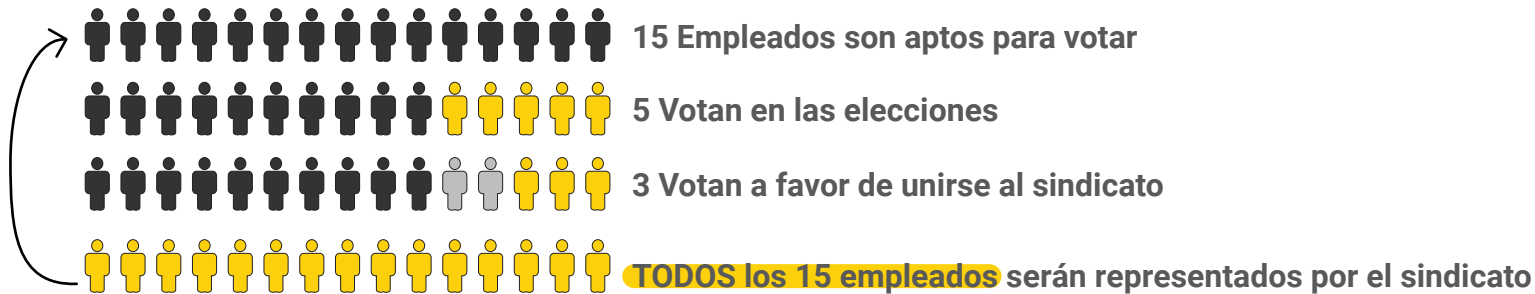 15 Empleados son aptos para votar
5 Votan en las elecciones
3 Votan a favor de unirse al sindicato
TODOS los 15 empleados serán representados por el sindicato